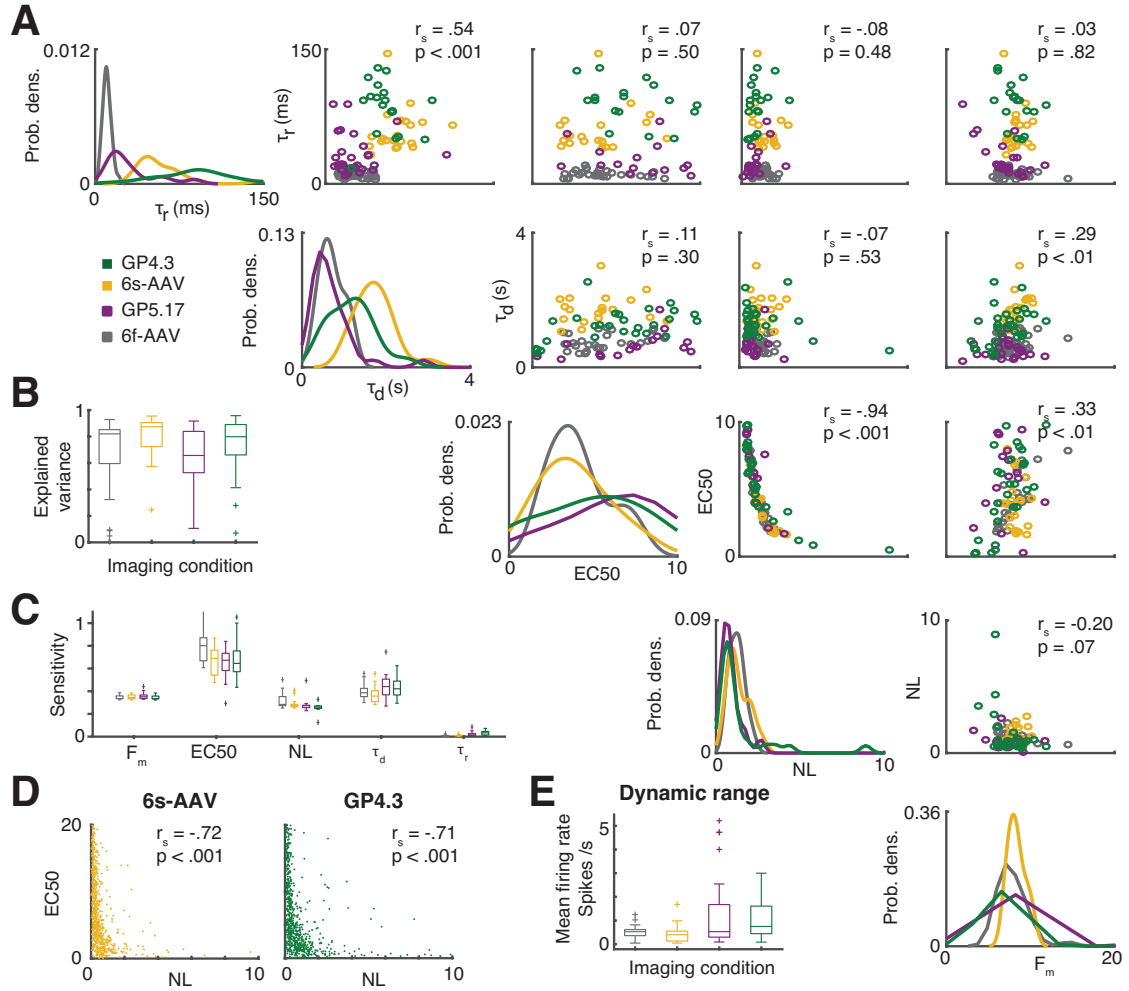 A
0.012
Prob. dens.
0
0
150
τr (ms)
150
τr (ms)
0
rs = .54
p < .001
rs = .07
p = .50
rs = -.08
p = 0.48
rs = .03
p = .82
GP4.3
6s-AAV
GP5.17
6f-AAV
0.13
Prob. dens.
0
0
4
τd (s)
4
τd (s)
0
rs = .11
p = .30
rs = -.07
p = .53
rs = .29
p < .01
B
1
Explained
variance
0
Imaging condition
0.023
Prob. dens.
0
0
10
EC50
10
EC50
0
rs = -.94
p < .001
rs = .33
p < .01
C
1
Sensitivity
0
Fm
EC50
NL
τd
τr
0.09
Prob. dens.
0
0
10
NL
10
NL
0
rs = -0.20
p = .07
D
6s-AAV
rs = -.72
p < .001
20
EC50
0
0
10
NL
GP4.3
rs = -.71
p < .001
0
10
NL
E
Dynamic range
5
Mean firing rate
Spikes /s
0
Imaging condition
0.36
Prob. dens.
0
0
20
Fm